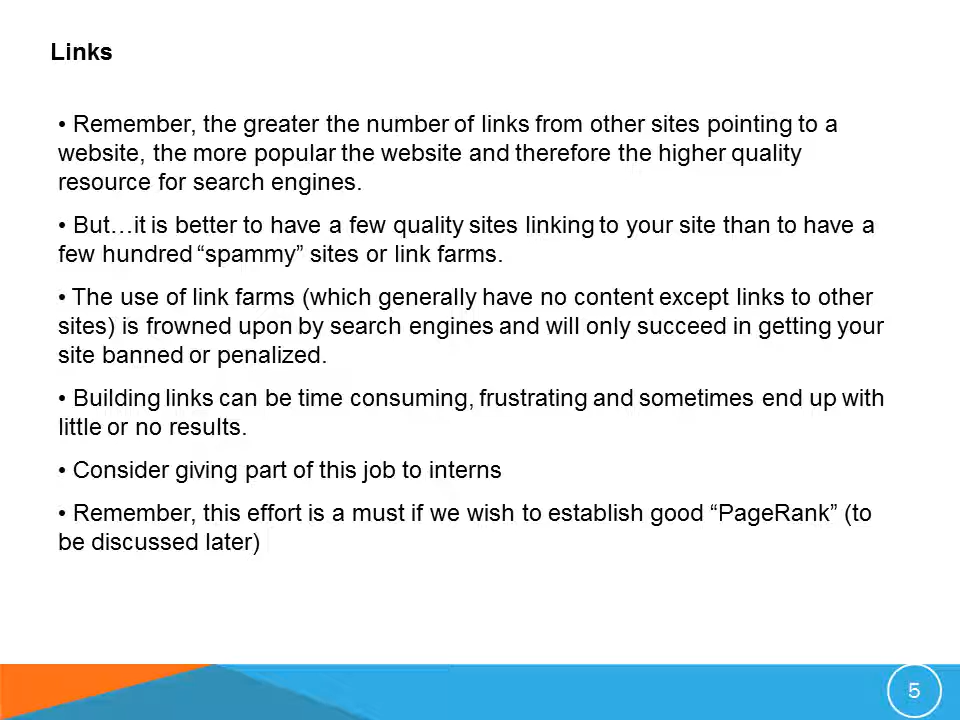 Links
• Remember, the greater the number of links from other sites pointing to a
website, the more popular the website and therefore the higher quality
resource for search engines.
• But…it is better to have a few quality sites linking to your site than to have a
few hundred “spammy” sites or link farms.
• The use of link farms (which generally have no content except links to other
sites) is frowned upon by search engines and will only succeed in getting your
site banned or penalized.
• Building links can be time consuming, frustrating and sometimes end up with
little or no results.
• Consider giving part of this job to interns
• Remember, this effort is a must if we wish to establish good “PageRank” (to
be discussed later)
5